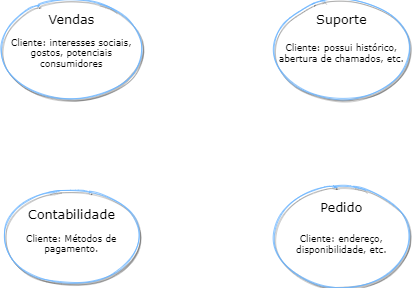 Vendas
Cliente: interesses sociais,
gostos, potenciais
consumidores
Suporte
Cliente: possui histórico,
abertura de chamados, etc.
Contabilidade
Cliente: Métodos de
pagamento.
Pedido
Cliente: endereço,
disponibilidade, etc.